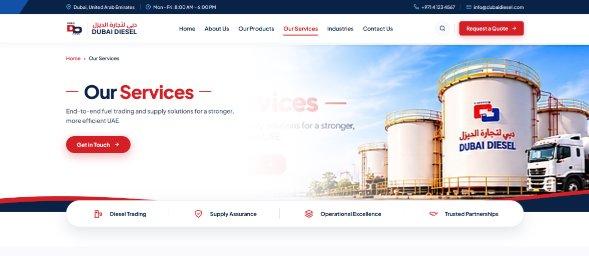 Dubai, United Arab Emirates
Mon - Fri 8:00 AM - 6:00 PM
+971 4 123 4567
info@dubaidiesel.com
دبي لتجارة الديزل
DUBAI DIESEL
Home
About Us
Our Products
Our Services
Industries
Contact Us
Request a Quote
Home > Our Services
Our Services
End-to-end fuel trading and supply solutions for a stronger,
more efficient UAE.
Get in Touch
vices
solutions for a stronger,
دبي لتجارة الديزل
DUBAI DIESEL
Diesel Trading
Supply Assurance
Operational Excellence
Trusted Partnerships